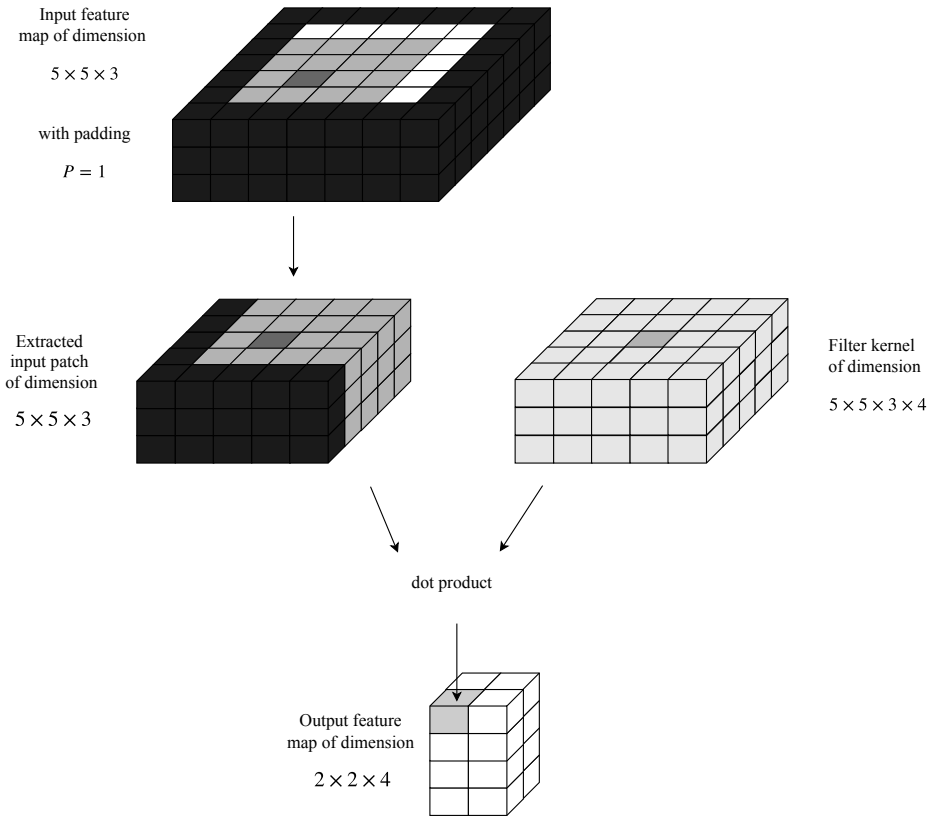 Input feature
map of dimension
5 × 5 × 3
with padding
P = 1
Extracted
input patch
of dimension
5 × 5 × 3
Filter kernel
of dimension
5 × 5 × 3 × 4
dot product
Output feature
map of dimension
2 × 2 × 4